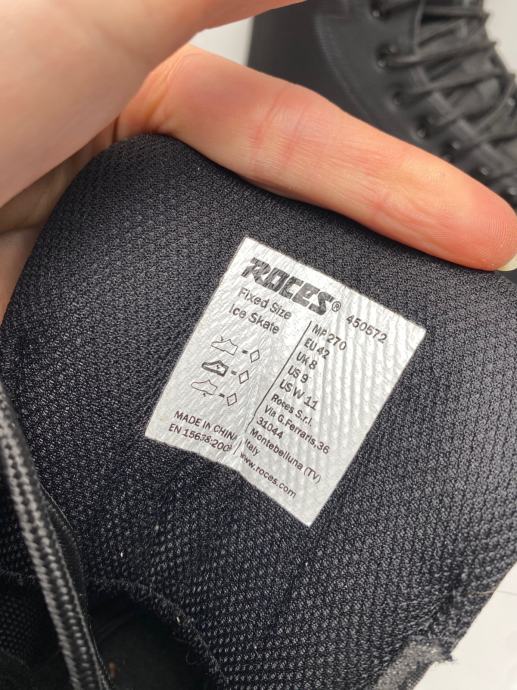 ROCES® 450572
Fixed Size
Ice Skate
MP 270
EU 42
UK 8
US 9
US W 11
Roces S.r.l.
Via G.Ferraris,36
31044
Montebelluna (TV)
Italy
www.roces.com
MADE IN CHINA
EN 15638:200